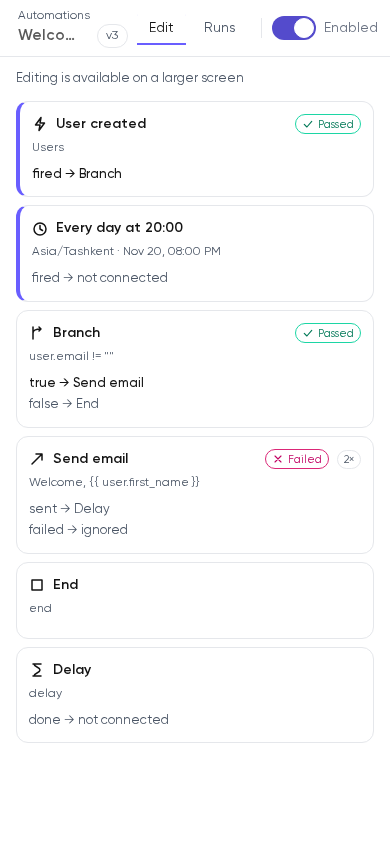 Automations
Welco...
v3
Edit
Runs
Enabled
Editing is available on a larger screen
User created
Passed
Users
fired → Branch
Every day at 20:00
Asia/Tashkent · Nov 20, 08:00 PM
fired → not connected
Branch
Passed
user.email != ""
true → Send email
false → End
Send email
Failed
2×
Welcome, {{ user.first_name }}
sent → Delay
failed → ignored
End
end
Delay
delay
done → not connected